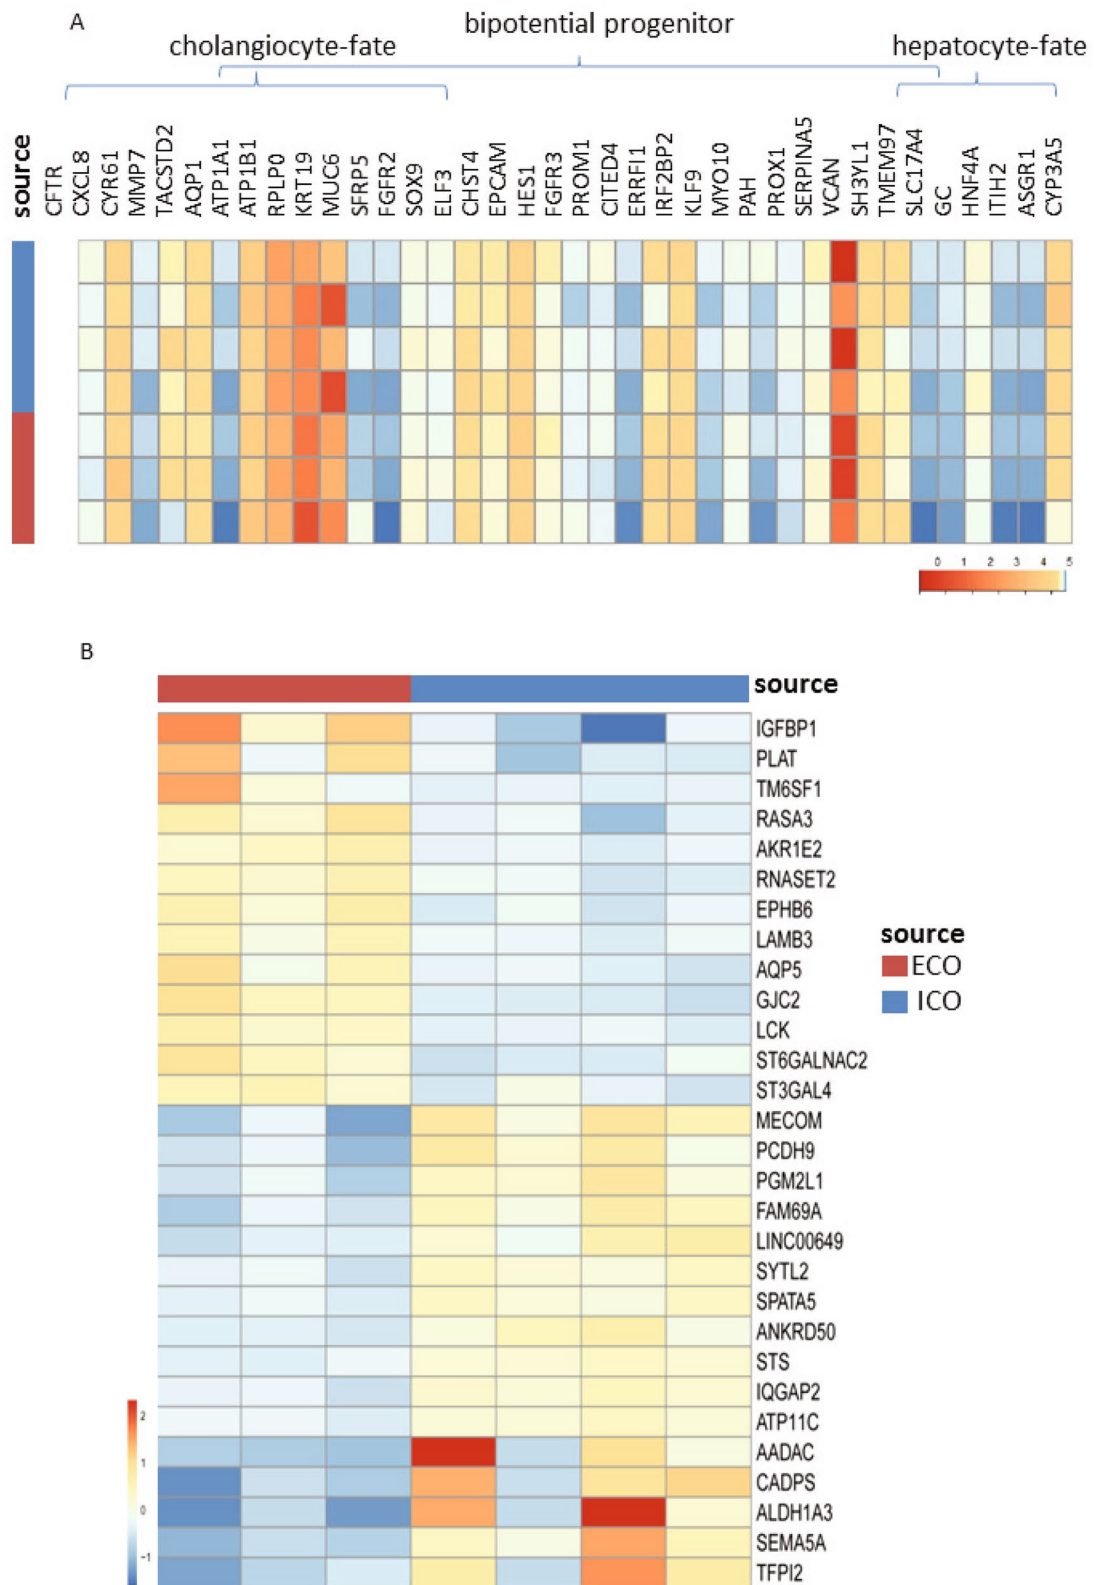 A
bipotential progenitor
cholangiocyte-fate
hepatocyte-fate
source
CFTR
CXCL8
CYR61
MMP7
TACSTD2
AQP1
ATP1A1
ATP1B1
RPLP0
KRT19
MUC6
SFRP5
FGFR2
SOX9
ELF3
CHST4
EPCAM
HES1
FGFR3
PROM1
CITED4
ERRFI1
IRF2BP2
KLF9
MYO10
PAH
PROX1
SERPINA5
VCAN
SH3YL1
TMEM97
SLC17A4
GC
HNF4A
ITIH2
ASGR1
CYP3A5
0 1 2 3 4 5
B
source
IGFBP1
PLAT
TM6SF1
RASA3
AKR1E2
RNASET2
EPHB6
LAMB3
AQP5
GJC2
LCK
ST6GALNAC2
ST3GAL4
MECOM
PCDH9
PGM2L1
FAM69A
LINC00649
SYTL2
SPATA5
ANKRD50
STS
IQGAP2
ATP11C
AADAC
CADPS
ALDH1A3
SEMA5A
TFPI2
source
ECO
ICO
2
1
0
-1